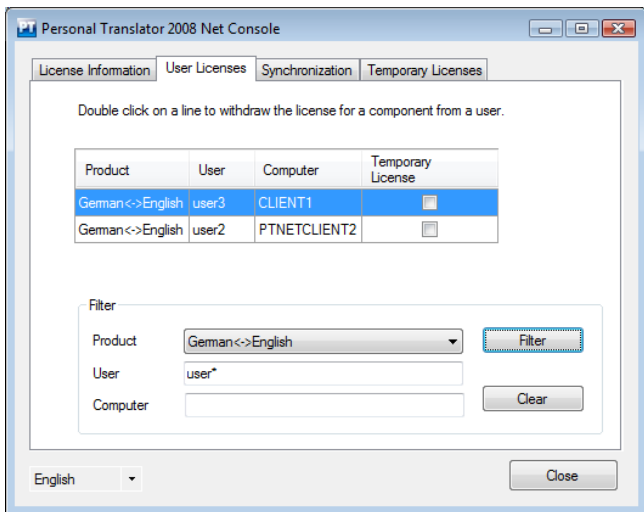 PT Personal Translator 2008 Net Console
License Information User Licenses Synchronization Temporary Licenses
Double click on a line to withdraw the license for a component from a user.
Product User Computer Temporary
License
German<->English user3 CLIENT1
German<->English user2 PTNETCLIENT2
Filter
Product German<->English Filter
User user*
Computer Clear
English Close